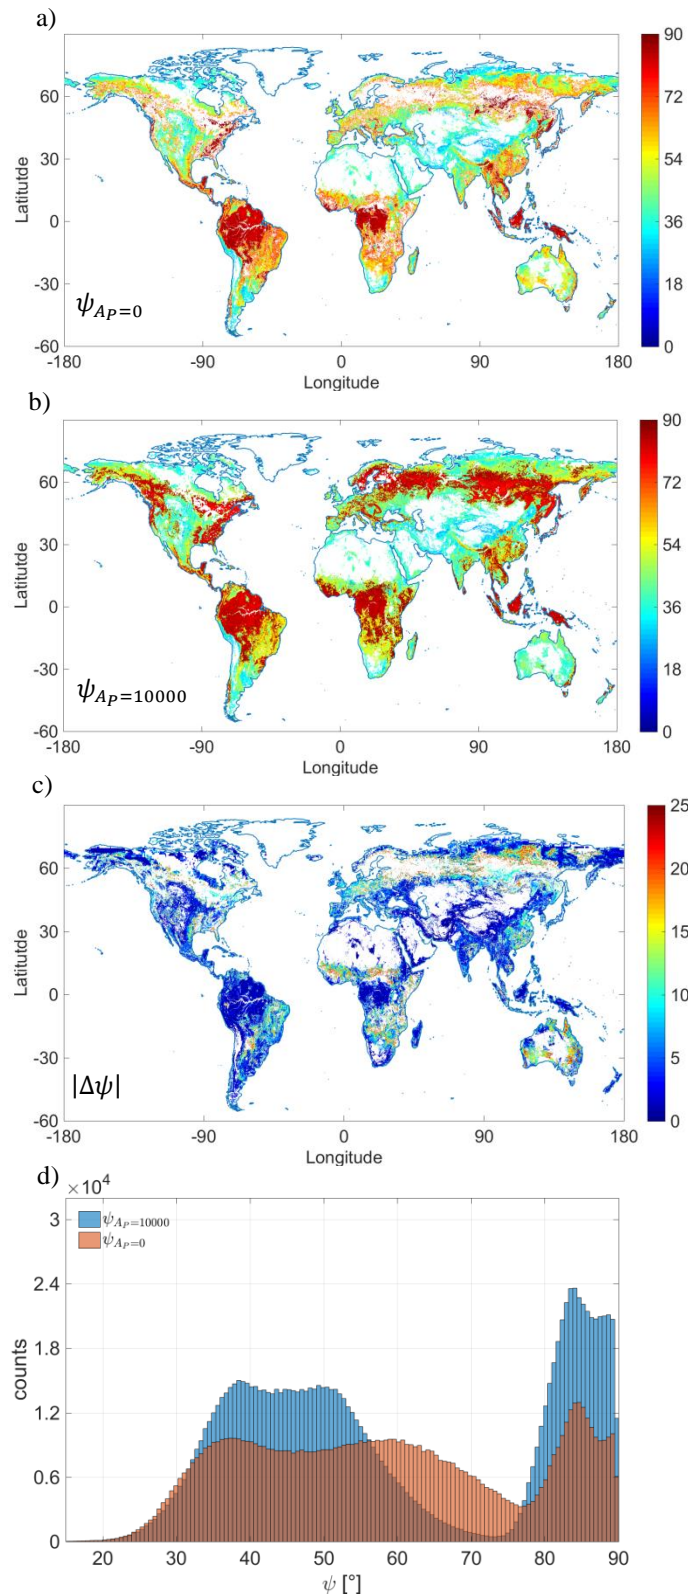 a)
90
72
54
36
18
0
60
30
0
-30
-60
Latitutde
ψ_{A_P=0}
-180 -90 0 90 180
Longitude
b)
90
72
54
36
18
0
60
30
0
-30
-60
Latitutde
ψ_{A_P=10000}
-180 -90 0 90 180
Longitude
c)
25
20
15
10
5
0
60
30
0
-30
-60
Latitutde
|Δψ|
-180 -90 0 90 180
Longitude
d)
×10^4
3
2.4
1.8
1.2
0.6
0
counts
ψ_{A_P=10000}
ψ_{A_P=0}
20 30 40 50 60 70 80 90
ψ [°]